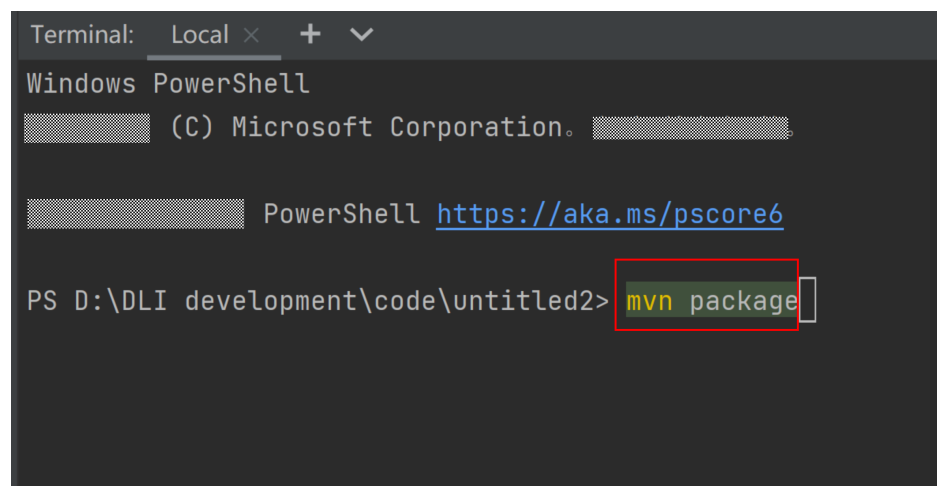 Terminal: Local × + ⌄
Windows PowerShell
(C) Microsoft Corporation。 。
PowerShell https://aka.ms/pscore6
PS D:\DLI development\code\untitled2> mvn package